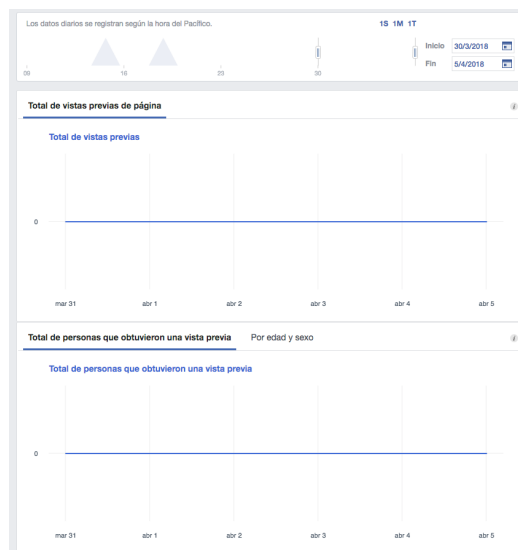 Los datos diarios se registran según la hora del Pacífico.
1S 1M 1T
Inicio 30/3/2018
Fin 5/4/2018
09 16 23 30
Total de vistas previas de página
Total de vistas previas
0
mar 31 abr 1 abr 2 abr 3 abr 4 abr 5
Total de personas que obtuvieron una vista previa Por edad y sexo
Total de personas que obtuvieron una vista previa
0
mar 31 abr 1 abr 2 abr 3 abr 4 abr 5